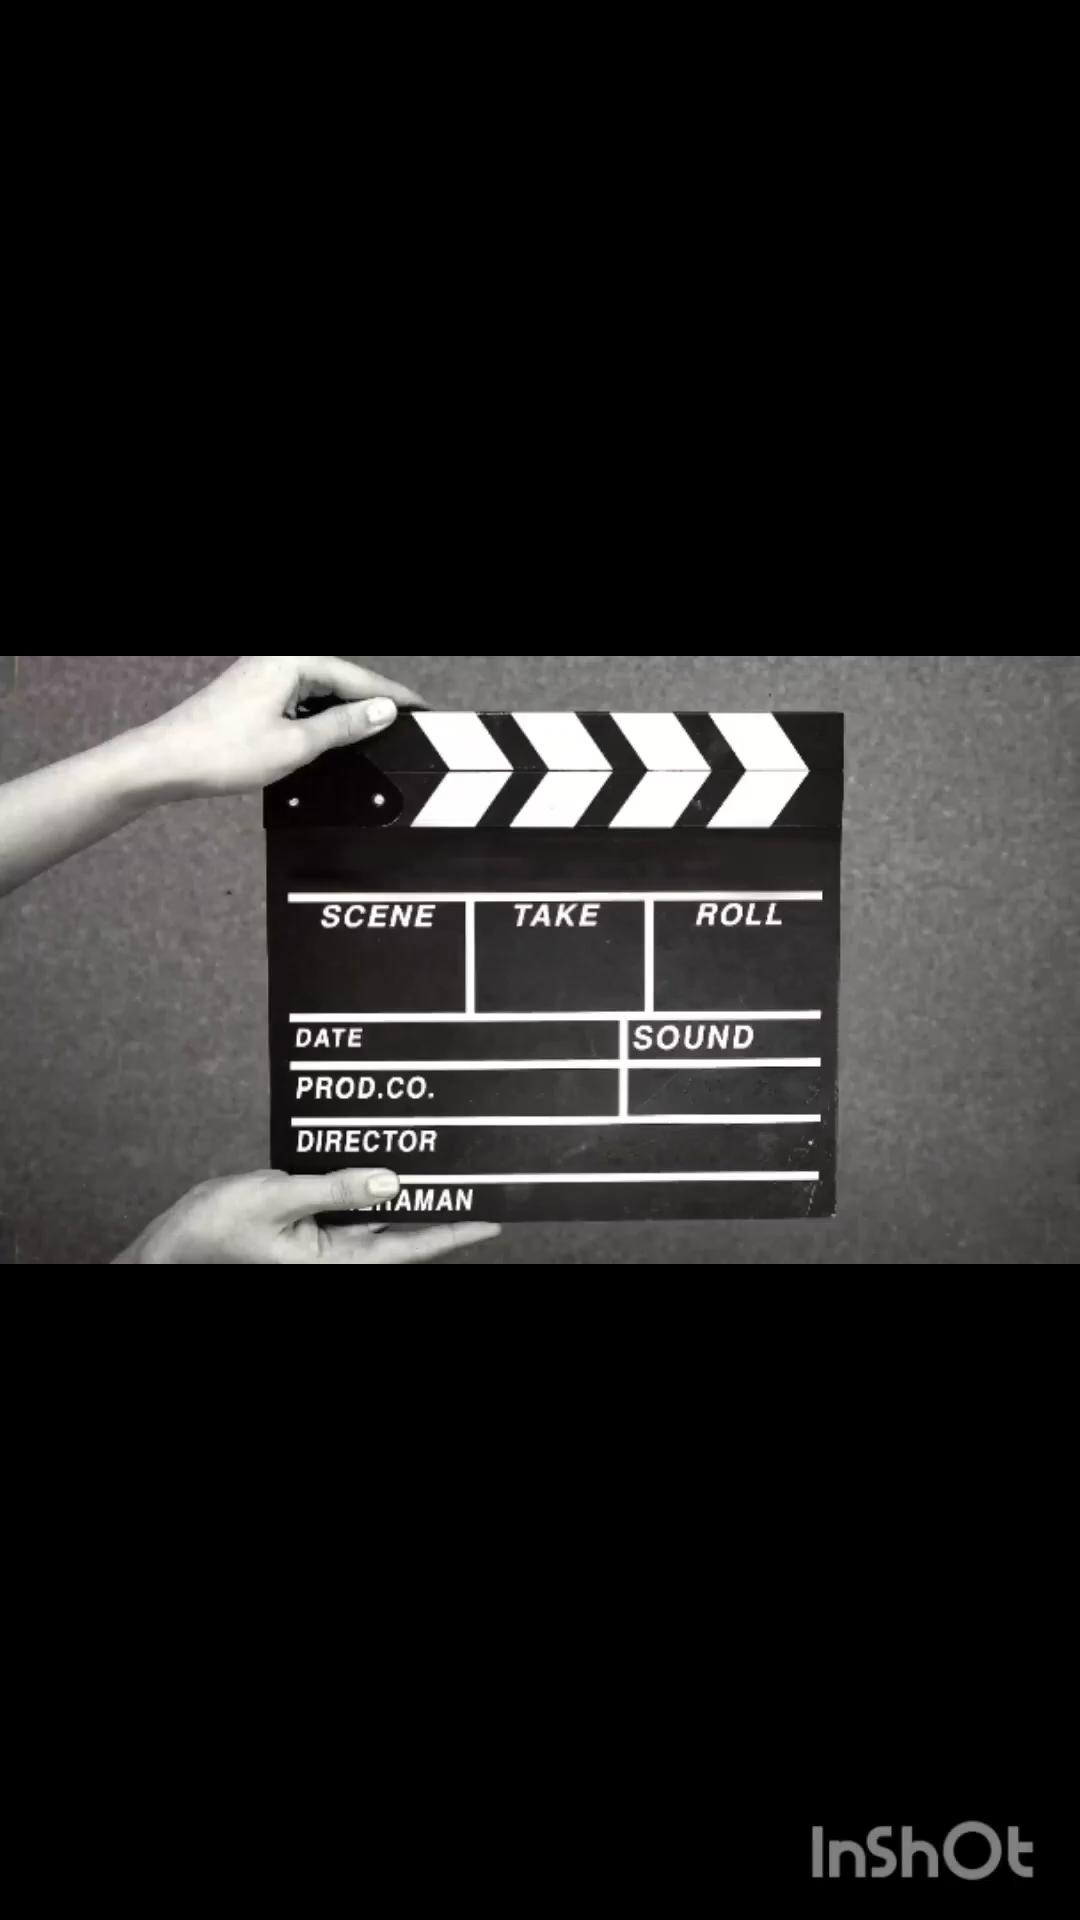 SCENE TAKE ROLL
DATE SOUND
PROD.CO.
DIRECTOR
InShOt